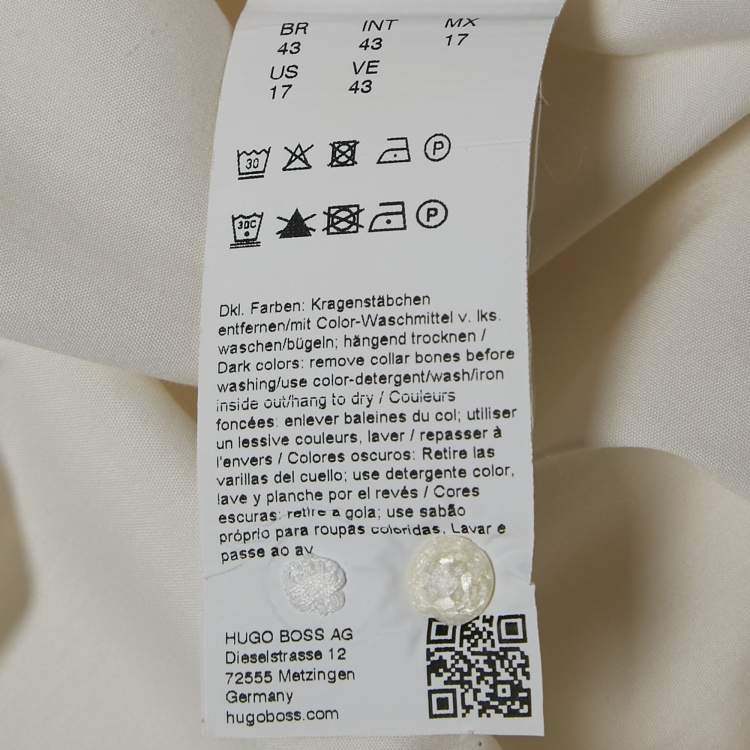 BR INT MX
43 43 17
US VE
17 43
30 P
30C P
Dkl. Farben: Kragenstäbchen
entfernen/mit Color-Waschmittel v. lks.
waschen/bügeln; hängend trocknen /
Dark colors: remove collar bones before
washing/use color-detergent/wash/iron
inside out/hang to dry / Couleurs
foncées: enlever baleines du col; utiliser
un lessive couleurs, laver / repasser à
l'envers / Colores oscuros: Retire las
varillas del cuello; use detergente color,
lave y planche por el revés / Cores
escuras: retire a gola; use sabão
próprio para roupas coloridas. Lavar e
passe ao av
HUGO BOSS AG
Dieselstrasse 12
72555 Metzingen
Germany
hugoboss.com